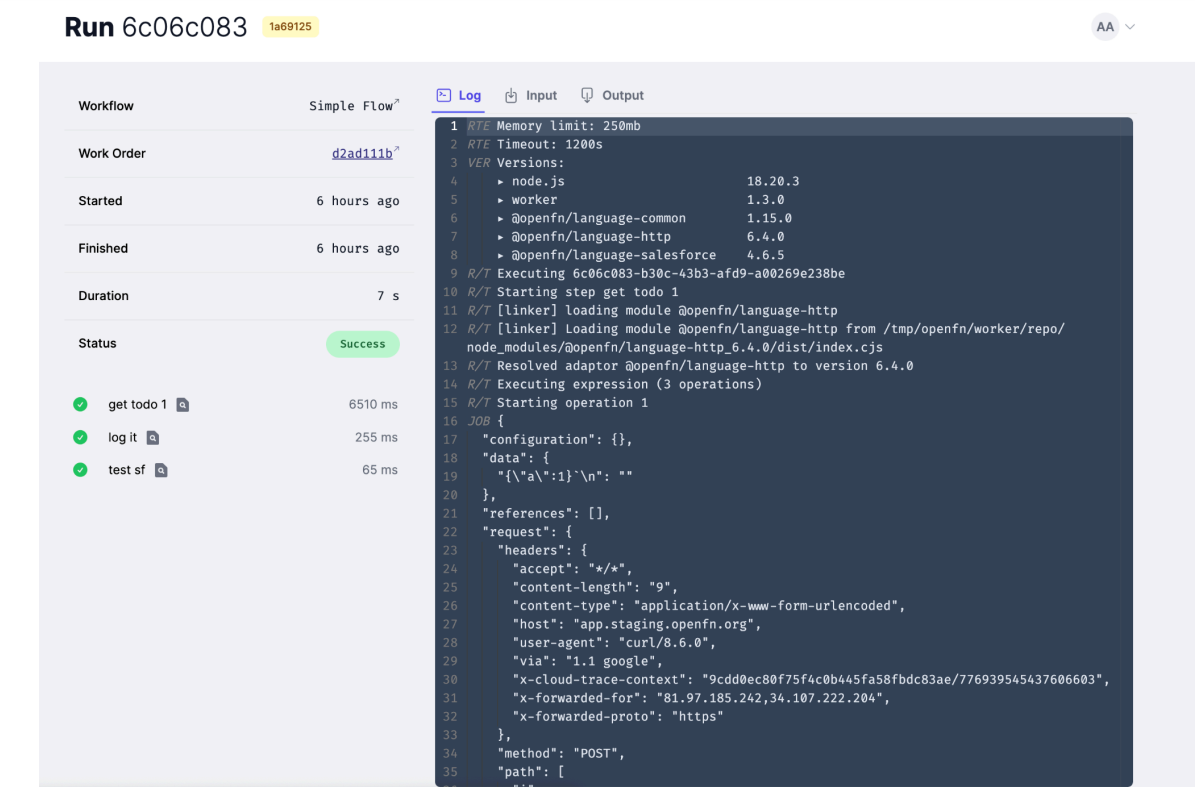 Run 6c06c083 1a69125
AA
Workflow Simple Flow↗
Work Order d2ad111b↗
Started 6 hours ago
Finished 6 hours ago
Duration 7 s
Status Success
get todo 1 6510 ms
log it 255 ms
test sf 65 ms
Log Input Output
1 RTE Memory limit: 250mb
2 RTE Timeout: 1200s
3 VER Versions:
4 ▸ node.js 18.20.3
5 ▸ worker 1.3.0
6 ▸ @openfn/language-common 1.15.0
7 ▸ @openfn/language-http 6.4.0
8 ▸ @openfn/language-salesforce 4.6.5
9 R/T Executing 6c06c083-b30c-43b3-afd9-a00269e238be
10 R/T Starting step get todo 1
11 R/T [linker] loading module @openfn/language-http
12 R/T [linker] Loading module @openfn/language-http from /tmp/openfn/worker/repo/
node_modules/@openfn/language-http_6.4.0/dist/index.cjs
13 R/T Resolved adaptor @openfn/language-http to version 6.4.0
14 R/T Executing expression (3 operations)
15 R/T Starting operation 1
16 JOB {
17 "configuration": {},
18 "data": {
19 "{\"a\":1}`\n": ""
20 },
21 "references": [],
22 "request": {
23 "headers": {
24 "accept": "*/*",
25 "content-length": "9",
26 "content-type": "application/x-www-form-urlencoded",
27 "host": "app.staging.openfn.org",
28 "user-agent": "curl/8.6.0",
29 "via": "1.1 google",
30 "x-cloud-trace-context": "9cdd0ec80f75f4c0b445fa58fbdc83ae/776939545437606603",
31 "x-forwarded-for": "81.97.185.242,34.107.222.204",
32 "x-forwarded-proto": "https"
33 },
34 "method": "POST",
35 "path": [